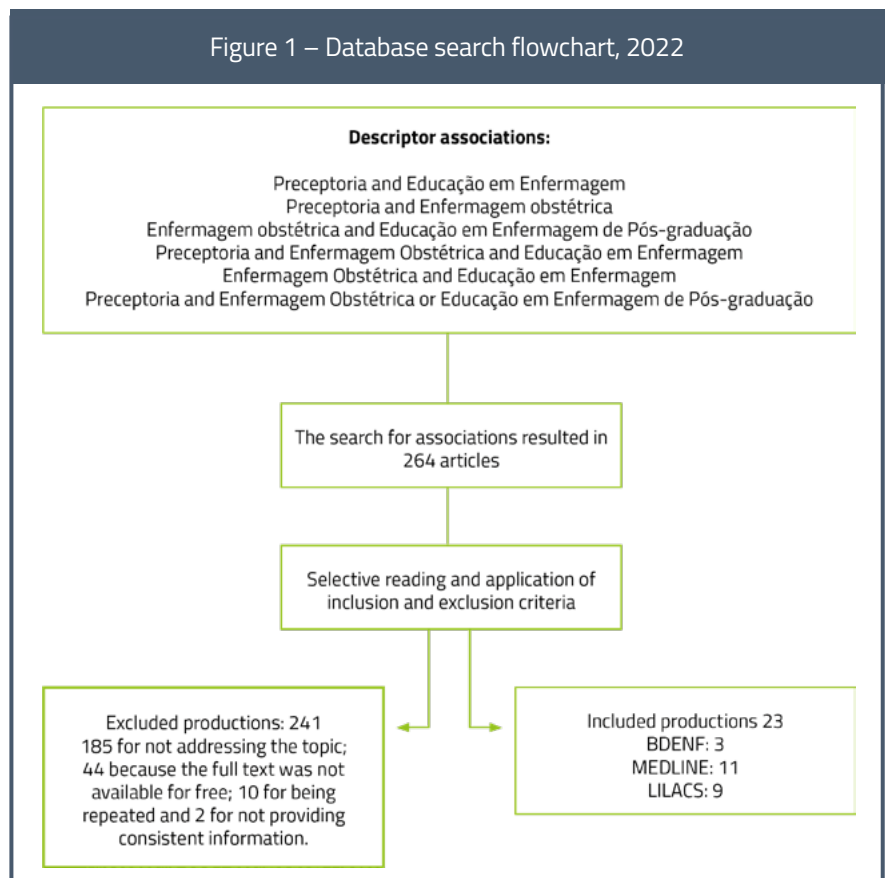 Figure 1 – Database search flowchart, 2022
Descriptor associations:
Preceptoria and Educação em Enfermagem
Preceptoria and Enfermagem obstétrica
Enfermagem obstétrica and Educação em Enfermagem de Pós-graduação
Preceptoria and Enfermagem Obstétrica and Educação em Enfermagem
Enfermagem Obstétrica and Educação em Enfermagem
Preceptoria and Enfermagem Obstétrica or Educação em Enfermagem de Pós-graduação
The search for associations resulted in
264 articles
Selective reading and application of
inclusion and exclusion criteria
Excluded productions: 241
185 for not addressing the topic;
44 because the full text was not
available for free; 10 for being
repeated and 2 for not providing
consistent information.
Included productions 23
BDENF: 3
MEDLINE: 11
LILACS: 9